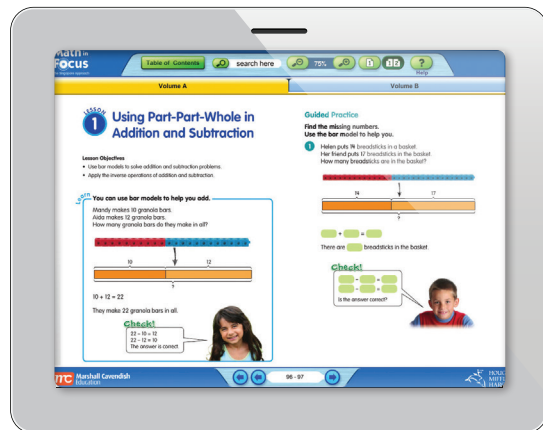 Math in
Focus
Table of Contents
search here
75%
Help
Volume A
Volume B
LESSON
1
Using Part-Part-Whole in
Addition and Subtraction
Lesson Objectives
• Use bar models to solve addition and subtraction problems.
• Apply the inverse operations of addition and subtraction.
Learn
You can use bar models to help you add.
Mandy makes 10 granola bars.
Aida makes 12 granola bars.
How many granola bars do they make in all?
10 12
?
10 + 12 = 22
They make 22 granola bars in all.
Check!
22 – 10 = 12
22 – 12 = 10
The answer is correct
Guided Practice
Find the missing numbers.
Use the bar model to help you.
1 Helen puts 14 breadsticks in a basket.
Her friend puts 17 breadsticks in the basket.
How many breadsticks are in the basket?
14 17
?
+ =
There are breadsticks in the basket.
Check!
– =
– =
Is the answer correct?
mc Marshall Cavendish
Education
96 - 97